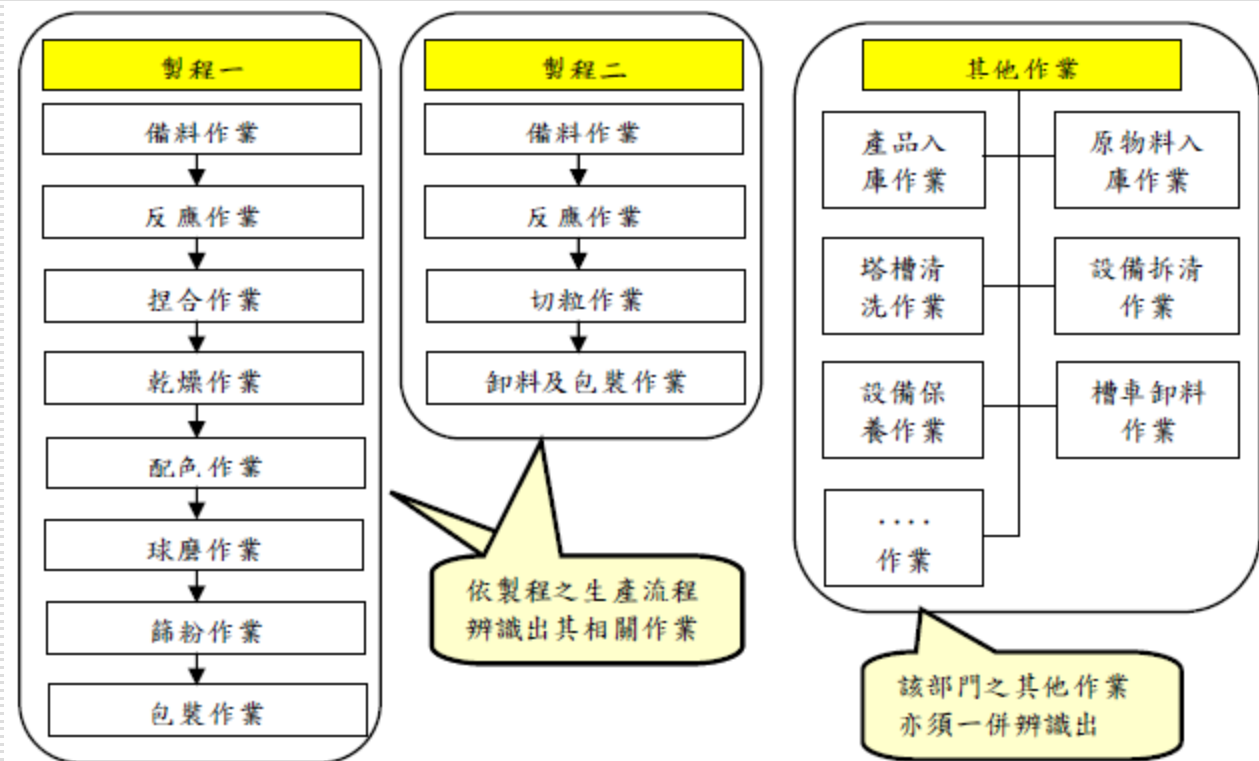 製程一
備料作業
反應作業
捏合作業
乾燥作業
配色作業
球磨作業
篩粉作業
包裝作業
製程二
備料作業
反應作業
切粒作業
卸料及包裝作業
依製程之生產流程
辨識出其相關作業
其他作業
產品入
庫作業
原物料入
庫作業
塔槽清
洗作業
設備拆清
作業
設備保
養作業
槽車卸料
作業
....
作業
該部門之其他作業
亦須一併辨識出